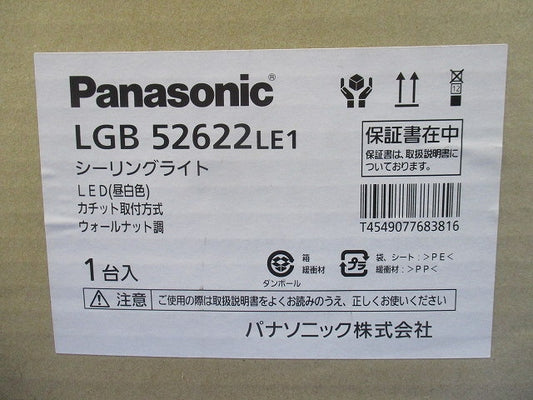 Panasonic®
LGB 52622LE1
シーリングライト
LED(昼白色)
カチット取付方式
ウォールナット調
1台入
12
保証書在中
保証書は、取扱説明書に
ついております。
T4549077683816
箱
緩衝材
ダンボール
プラ
袋、シート:>PE<
緩衝材:>PP<
注意
ご使用の際は取扱説明書をよくお読みのうえ、正しくお使いください
パナソニック株式会社